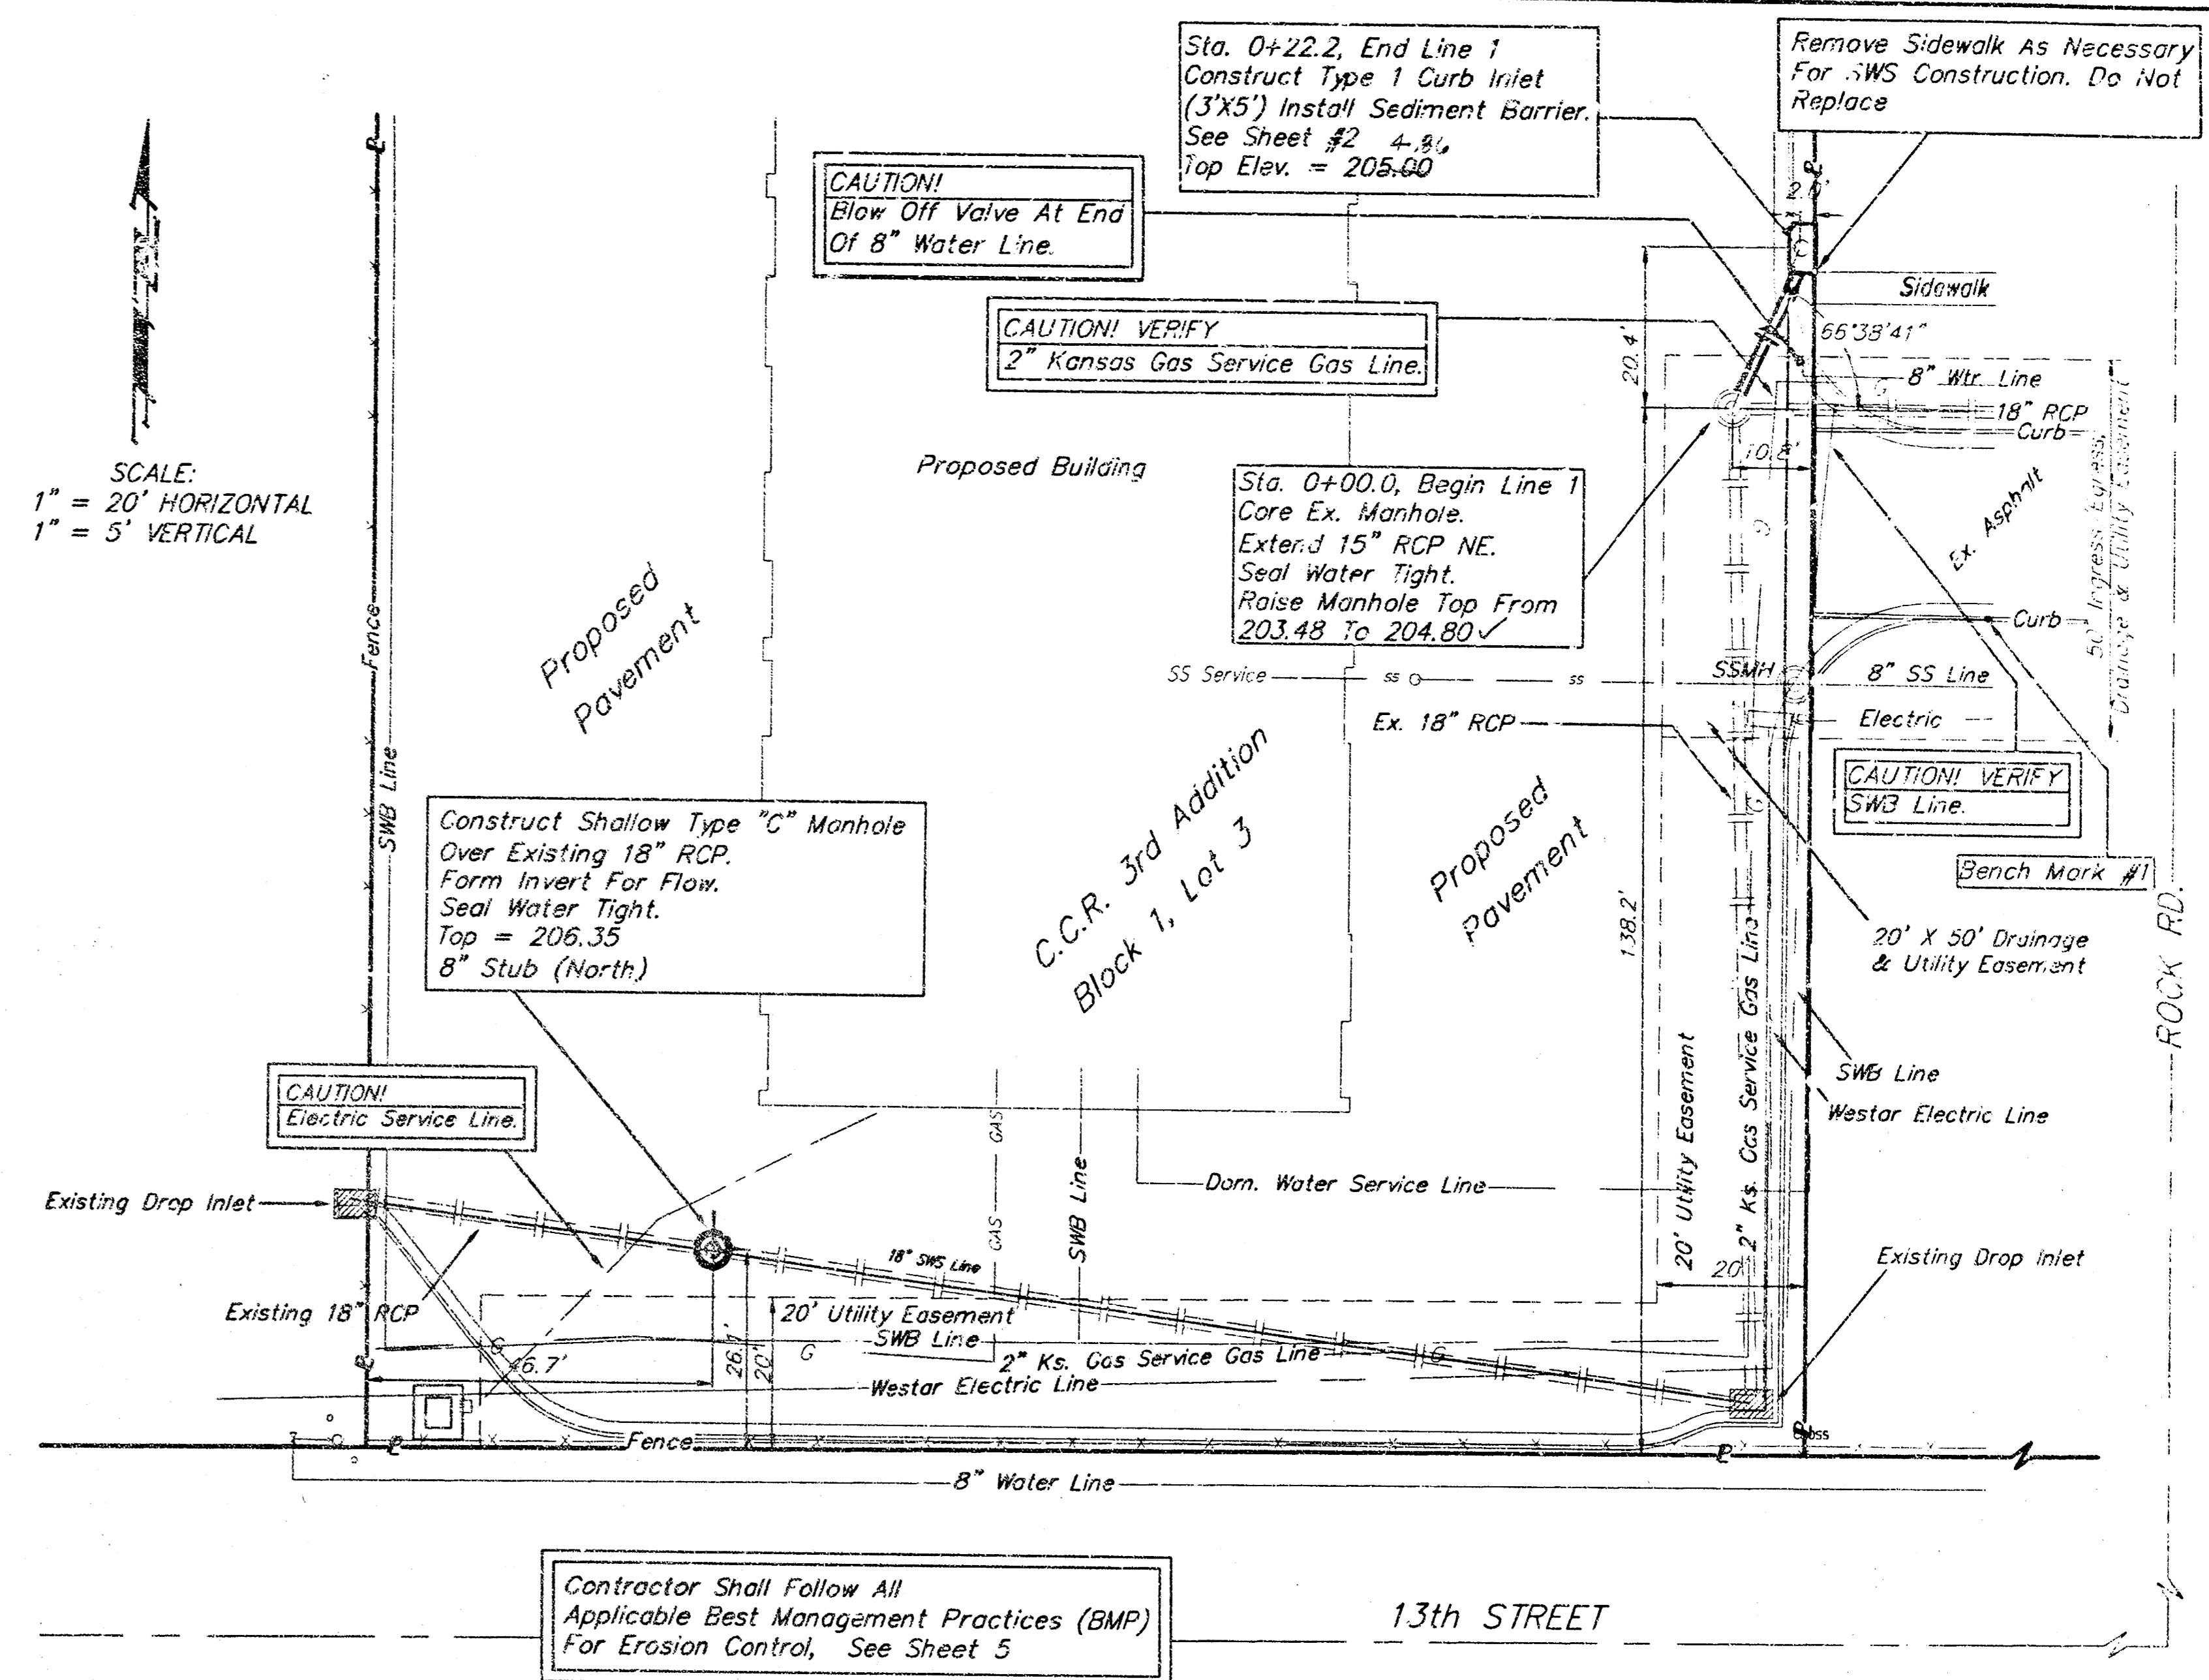 Sta. 0+22.2, End Line 1
Construct Type 1 Curb Inlet
(3'X5') Install Sediment Barrier.
See Sheet #2 4.86
Top Elev. = 205.00
Remove Sidewalk As Necessary
For SWS Construction. Do Not
Replace
CAUTION!
Blow Off Valve At End
Of 8" Water Line.
CAUTION! VERIFY
2" Kansas Gas Service Gas Line.
2.0'
Sidewalk
66°38'41"
20.4'
8" Wtr Line
G
18" RCP
Curb
10.8'
SCALE:
1" = 20' HORIZONTAL
1" = 5' VERTICAL
Proposed Building
Sta. 0+00.0, Begin Line 1
Core Ex. Manhole.
Extend 15" RCP NE.
Seal Water Tight.
Raise Manhole Top From
203.48 To 204.80 ✓
Ex. Asphalt
50' Ingress, Egress,
Drainage & Utility Easement
G
Curb
Proposed
Pavement
Fence
SWB Line
SS Service
ss
ss
SSMH
8" SS Line
Electric
Ex. 18" RCP
CAUTION! VERIFY
SWB Line.
Bench Mark #1
Construct Shallow Type "C" Manhole
Over Existing 18" RCP.
Form Invert For Flow.
Seal Water Tight.
Top = 206.35
8" Stub (North)
C.C.R. 3rd Addition
Block 1, Lot 3
Proposed
Pavement
138.2'
G
20' X 50' Drainage
& Utility Easement
ROCK RD.
20' Utility Easement
2" Ks. Gas Service Gas Line
SWB Line
Westar Electric Line
CAUTION!
Electric Service Line.
GAS
GAS
SWB Line
Dom. Water Service Line
Existing Drop Inlet
18" SWS Line
20'
Existing Drop Inlet
Existing 18" RCP
20' Utility Easement
SWB Line
G
G
2" Ks. Gas Service Gas Line
G
46.7'
26.1'
20'
Westar Electric Line
Fence
8" Water Line
Contractor Shall Follow All
Applicable Best Management Practices (BMP)
For Erosion Control, See Sheet 5
13th STREET